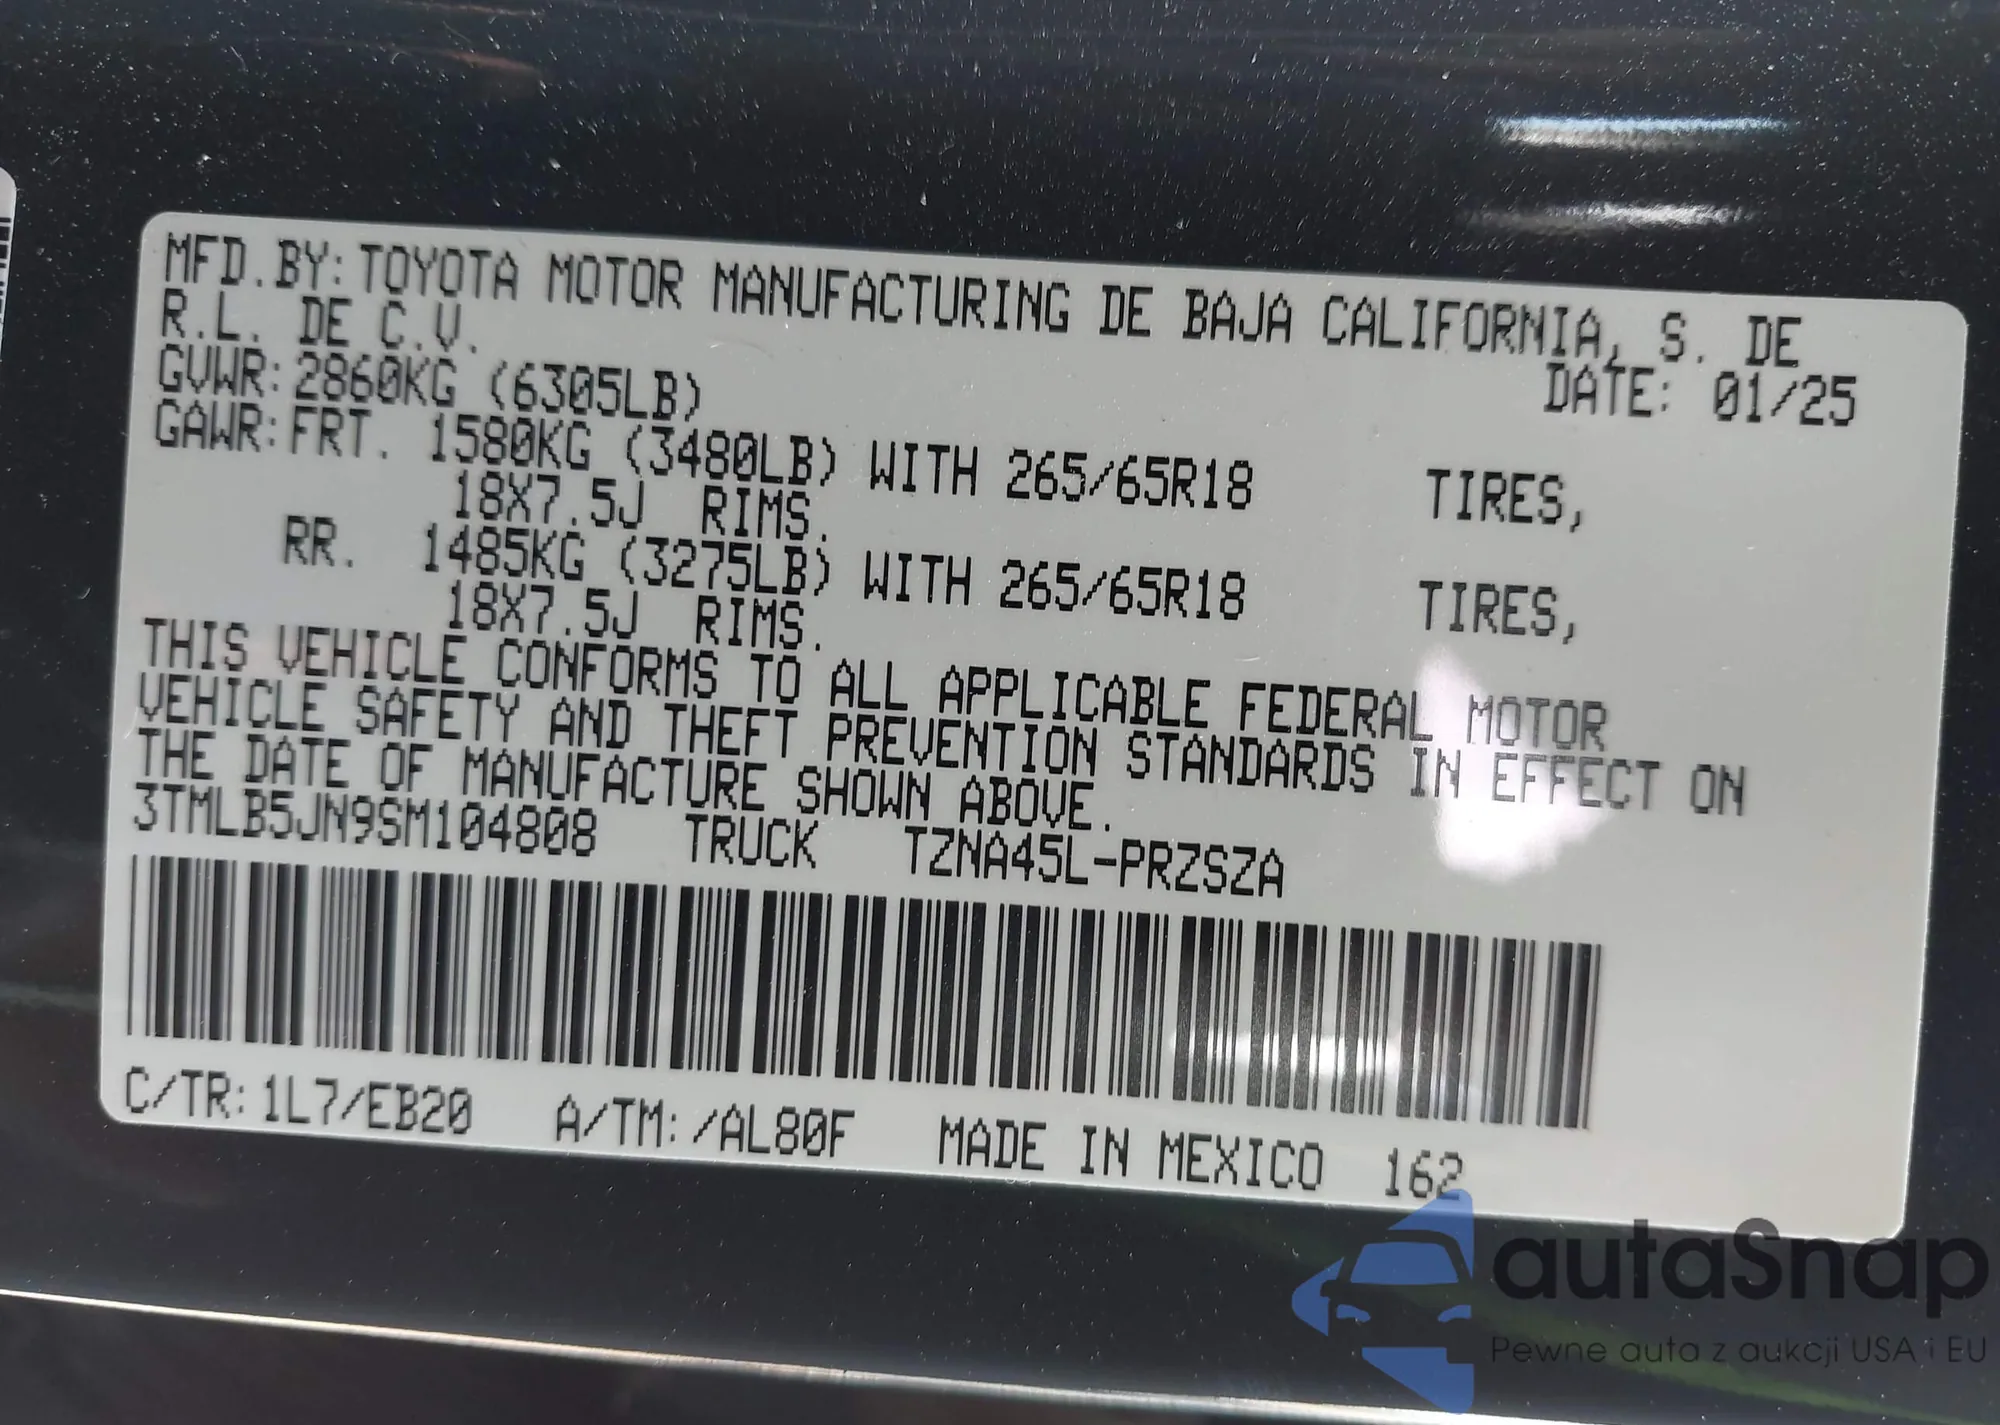 MFD.BY: TOYOTA MOTOR MANUFACTURING DE BAJA CALIFORNIA, S. DE
R.L. DE C.V.
DATE: 01/25
GVWR: 2860KG (6305LB)
GAWR: FRT. 1580KG (3480LB) WITH 265/65R18 TIRES,
18X7.5J RIMS.
RR. 1485KG (3275LB) WITH 265/65R18 TIRES,
18X7.5J RIMS.
THIS VEHICLE CONFORMS TO ALL APPLICABLE FEDERAL MOTOR
VEHICLE SAFETY AND THEFT PREVENTION STANDARDS IN EFFECT ON
THE DATE OF MANUFACTURE SHOWN ABOVE.
3TMLB5JN9SM104808 TRUCK TZNA45L-PRZSZA
C/TR: 1L7/EB20 A/TM: /AL80F MADE IN MEXICO 162
autaSnap
Pewne auta z aukcji USA i EU